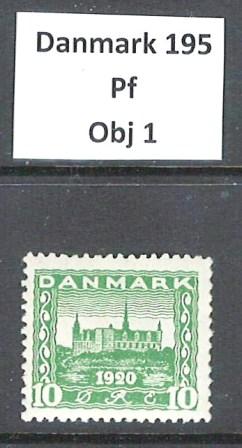 Danmark 195
Pf
Obj 1
DANMARK
1920
10 ØRE 10